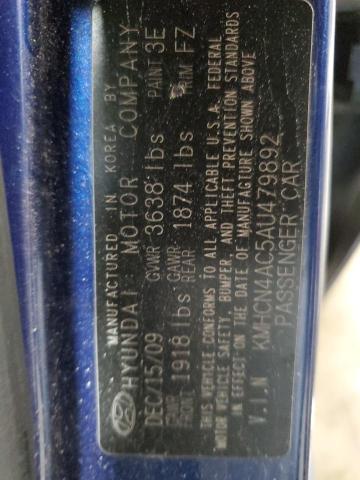 MANUFACTURED IN KOREA BY
HYUNDAI MOTOR COMPANY
DEC/15/09 GVWR 3638 lbs PAINT 3E
GAWR FRONT 1918 lbs GAWR REAR 1874 lbs TRIM FZ
THIS VEHICLE CONFORMS TO ALL APPLICABLE U.S.A. FEDERAL
MOTOR VEHICLE SAFETY, BUMPER, AND THEFT PREVENTION STANDARDS
IN EFFECT ON THE DATE OF MANUFACTURE SHOWN ABOVE
V.I.N KMHCN4AC5AU479892
PASSENGER CAR